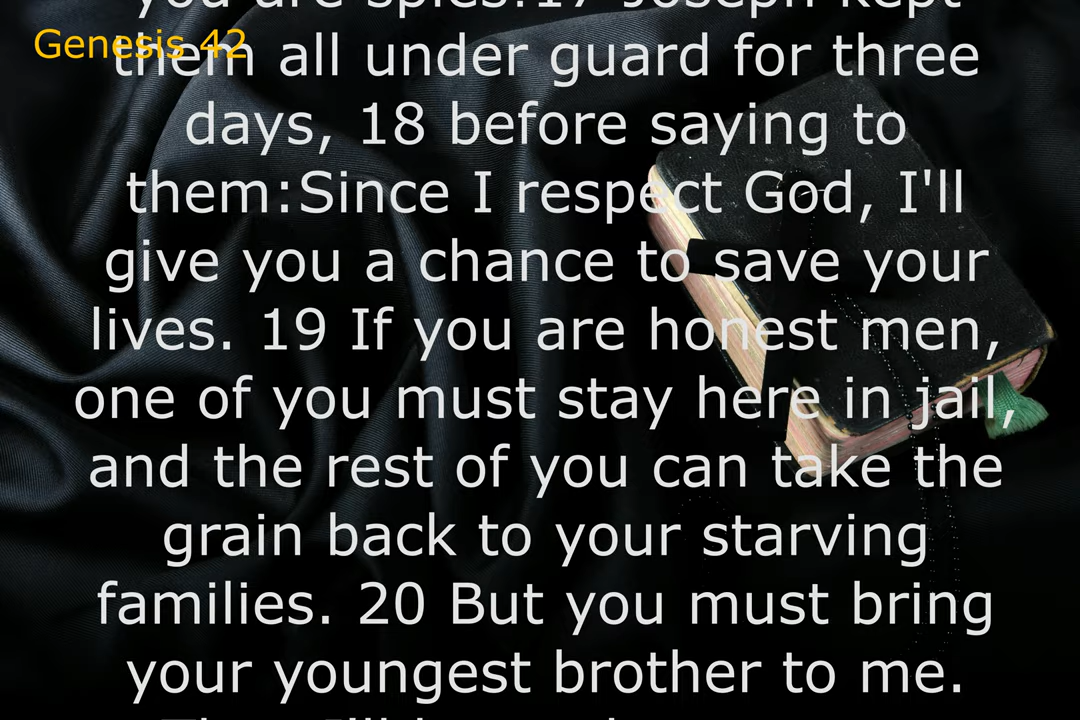 you are spies.17 Joseph kept
Genesis 42
them all under guard for three
days, 18 before saying to
them:Since I respect God, I'll
give you a chance to save your
lives. 19 If you are honest men,
one of you must stay here in jail,
and the rest of you can take the
grain back to your starving
families. 20 But you must bring
your youngest brother to me.